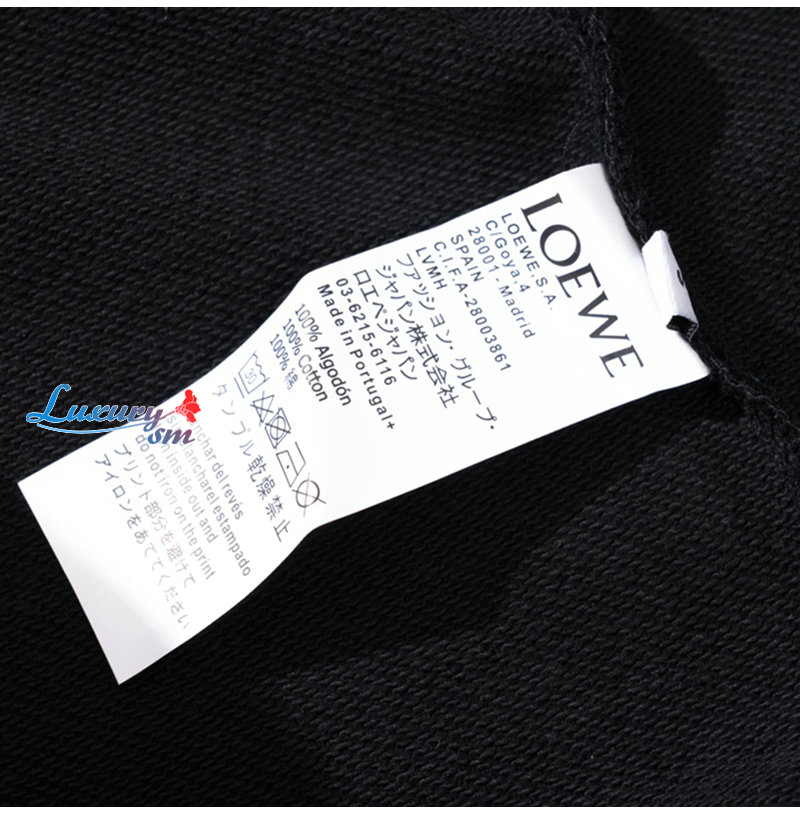 LOEWE
LOEWE,S.A.
C/Goya,4
28001 - Madrid
SPAIN
C.I.F.A-28003861
LVMH
ファッション・グループ・
ジャパン株式会社
ロエベジャパン
03-6215-6116
Made in Portugal+
100% Algodón
100% Cotton
100% 綿
30
タンブル乾燥禁止
anchar del revés
planchar el estampado
inside out and
do not iron on the print
プリント部分を避けて
アイロンをあててください
Luxury
sm